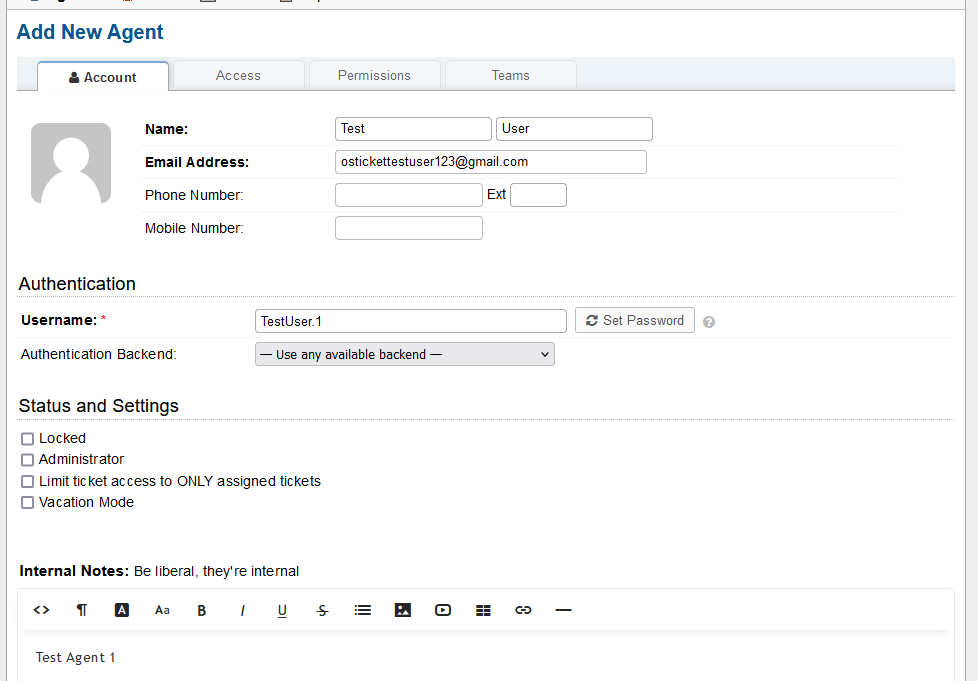 Add New Agent
Account Access Permissions Teams
Name: Test User
Email Address: ostickettestuser123@gmail.com
Phone Number: Ext
Mobile Number:
Authentication
Username: * TestUser.1 Set Password ?
Authentication Backend: — Use any available backend —
Status and Settings
Locked
Administrator
Limit ticket access to ONLY assigned tickets
Vacation Mode
Internal Notes: Be liberal, they're internal
<> ¶ A Aa B I U S
Test Agent 1